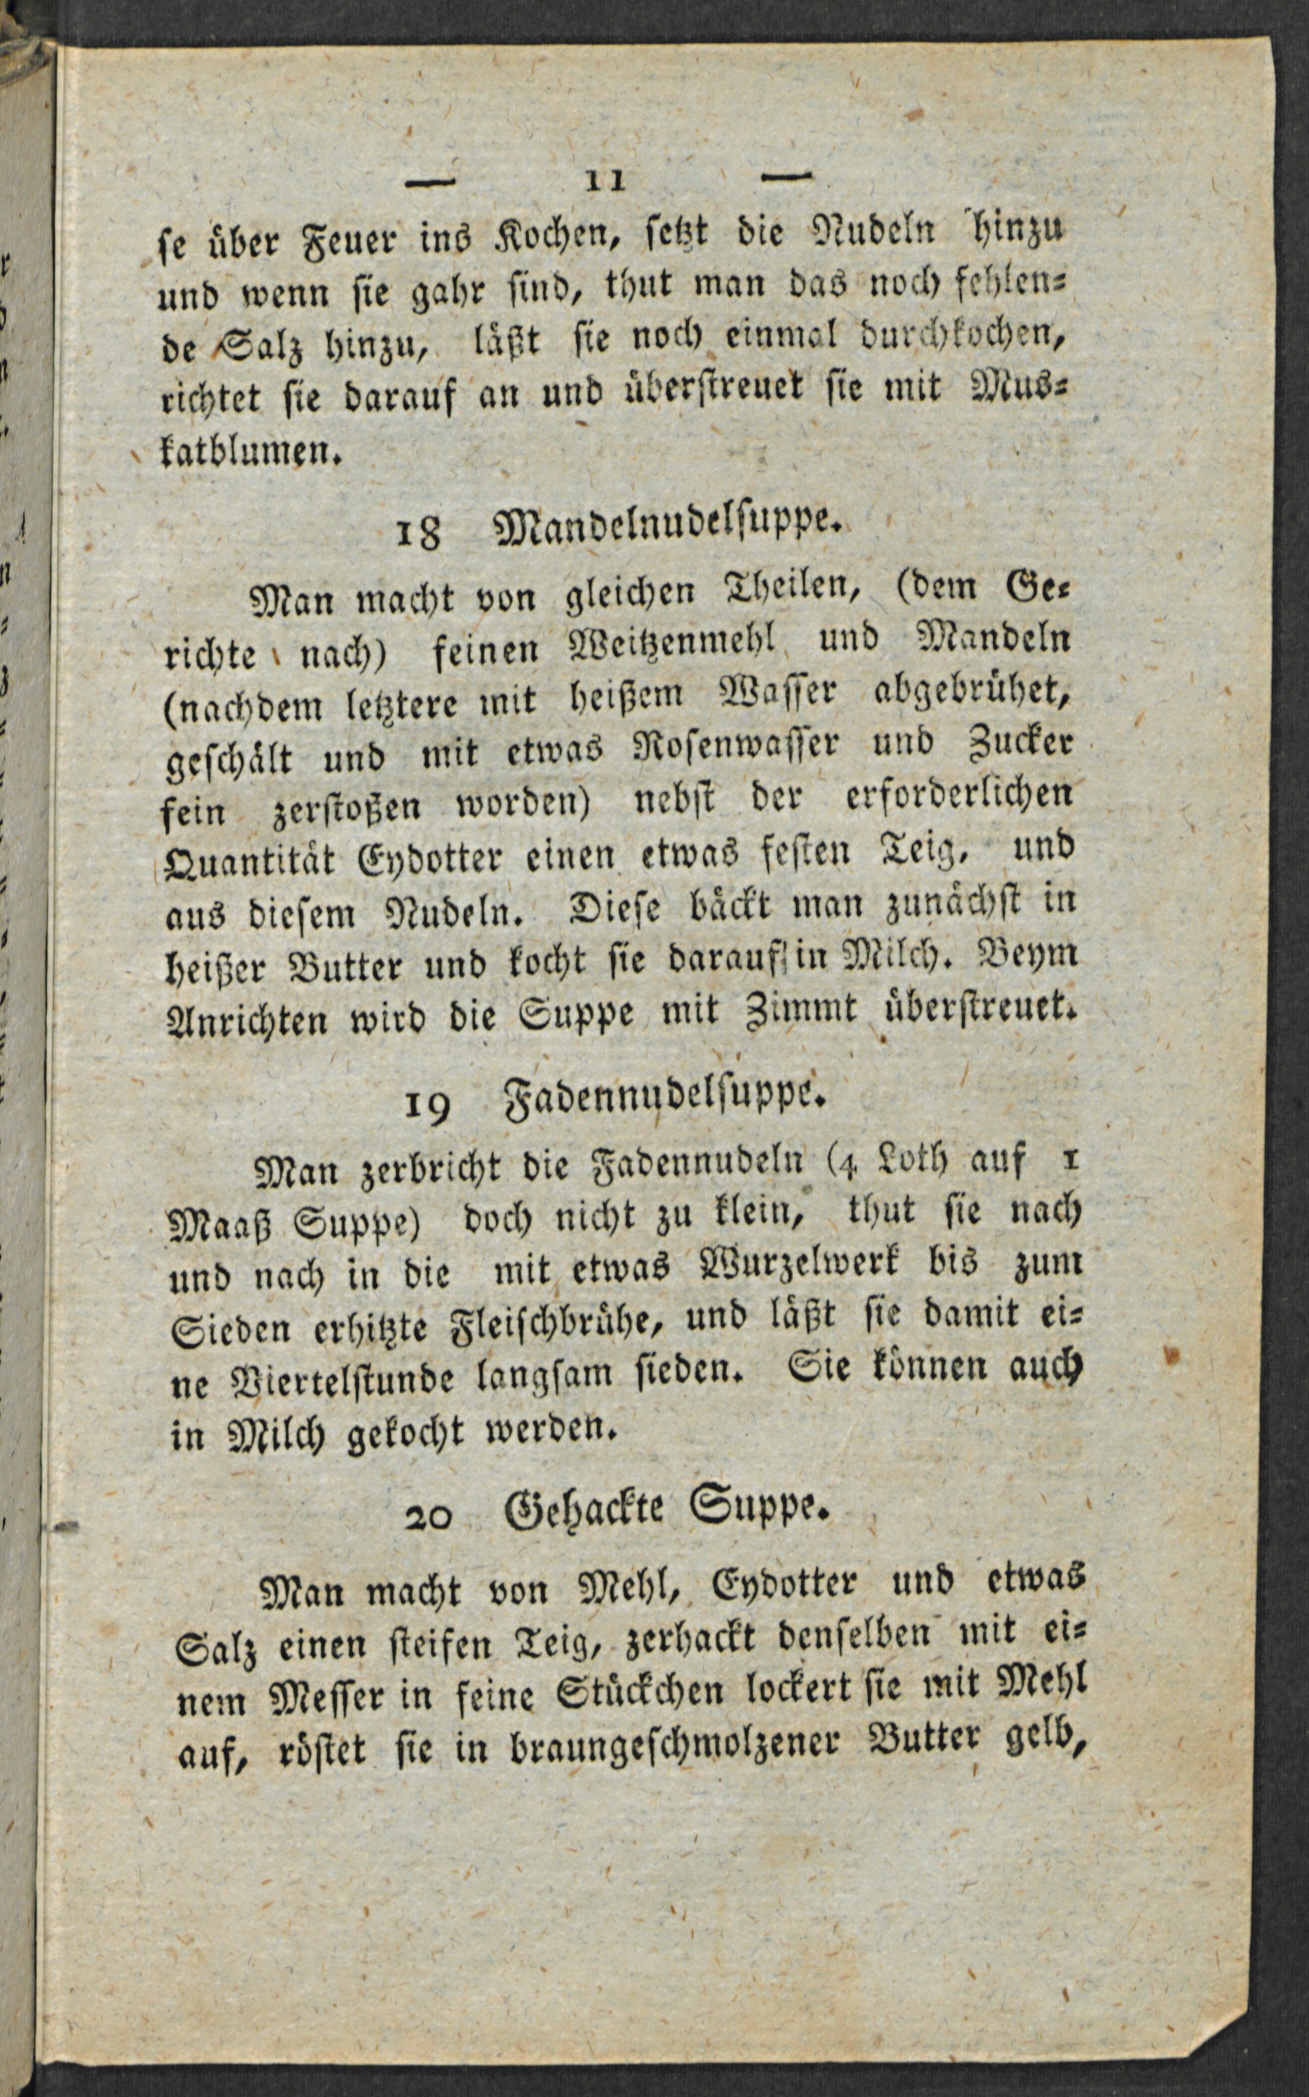 — 11 —
se über Feuer ins Kochen, setzt die Nudeln hinzu
und wenn sie gahr sind, thut man das noch fehlen⸗
de Salz hinzu, läßt sie noch einmal durchkochen,
richtet sie darauf an und überstreuet sie mit Mus⸗
katblumen.
18 Mandelnudelsuppe.
Man macht von gleichen Theilen, (dem Ge⸗
richte nach) feinen Weitzenmehl und Mandeln
(nachdem letztere mit heißem Wasser abgebrühet,
geschält und mit etwas Rosenwasser und Zucker
fein zerstoßen worden) nebst der erforderlichen
Quantität Eydotter einen etwas festen Teig, und
aus diesem Nudeln. Diese bäckt man zunächst in
heißer Butter und kocht sie darauf in Milch. Beym
Anrichten wird die Suppe mit Zimmt überstreuet.
19 Fadennudelsuppe.
Man zerbricht die Fadennudeln (4 Loth auf 1
Maaß Suppe) doch nicht zu klein, thut sie nach
und nach in die mit etwas Wurzelwerk bis zum
Sieden erhitzte Fleischbrühe, und läßt sie damit ei⸗
ne Viertelstunde langsam sieden. Sie können auch
in Milch gekocht werden.
20 Gehackte Suppe.
Man macht von Mehl, Eydotter und etwas
Salz einen steifen Teig, zerhackt denselben mit ei⸗
nem Messer in feine Stückchen lockert sie mit Mehl
auf, röstet sie in braungeschmolzener Butter gelb,